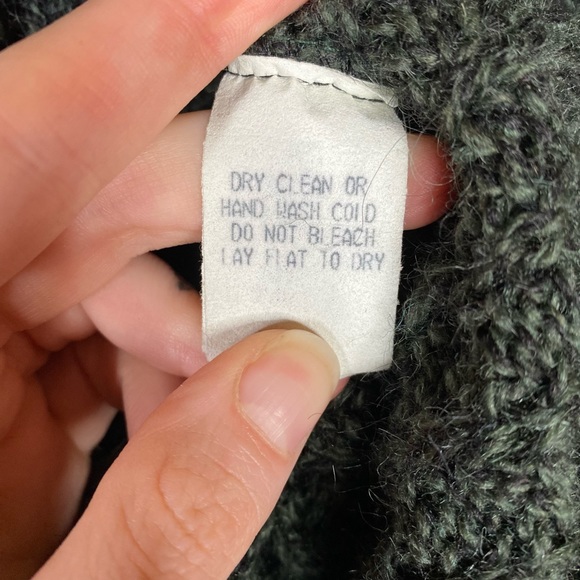 DRY CLEAN OR
HAND WASH COLD
DO NOT BLEACH
LAY FLAT TO DRY